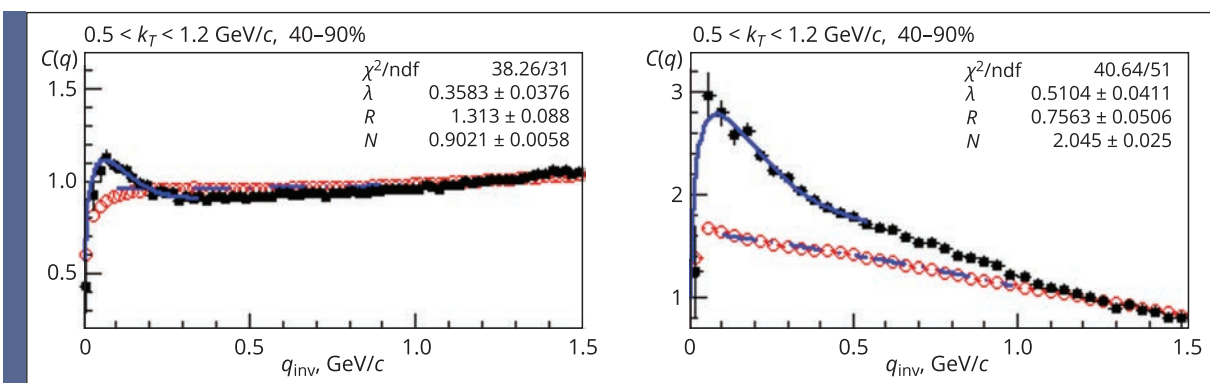 0.5 < k_T < 1.2 GeV/c, 40–90%
C(q)
χ²/ndf 38.26/31
λ 0.3583 ± 0.0376
R 1.313 ± 0.088
N 0.9021 ± 0.0058
1.5
1.0
0.5
0 0.5 1.0 1.5
q_inv, GeV/c
0.5 < k_T < 1.2 GeV/c, 40–90%
C(q)
χ²/ndf 40.64/51
λ 0.5104 ± 0.0411
R 0.7563 ± 0.0506
N 2.045 ± 0.025
3
2
1
0 0.5 1.0 1.5
q_inv, GeV/c